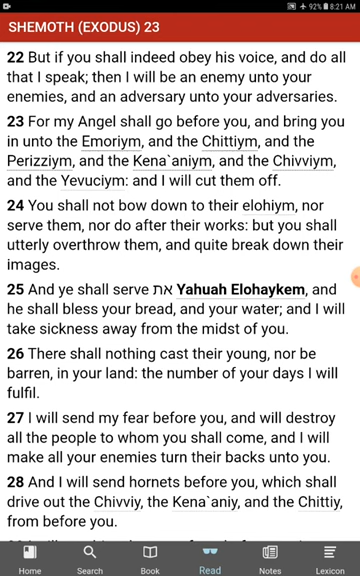 92% 8:21 AM
SHEMOTH (EXODUS) 23
22 But if you shall indeed obey his voice, and do all
that I speak; then I will be an enemy unto your
enemies, and an adversary unto your adversaries.
23 For my Angel shall go before you, and bring you
in unto the Emoriym, and the Chittiym, and the
Perizziym, and the Kena`aniym, and the Chivviym,
and the Yevuciym: and I will cut them off.
24 You shall not bow down to their elohiym, nor
serve them, nor do after their works: but you shall
utterly overthrow them, and quite break down their
images.
25 And ye shall serve את Yahuah Elohaykem, and
he shall bless your bread, and your water; and I will
take sickness away from the midst of you.
26 There shall nothing cast their young, nor be
barren, in your land: the number of your days I will
fulfil.
27 I will send my fear before you, and will destroy
all the people to whom you shall come, and I will
make all your enemies turn their backs unto you.
28 And I will send hornets before you, which shall
drive out the Chivviy, the Kena`aniy, and the Chittiy,
from before you.
Home Search Book Read Notes Lexicon